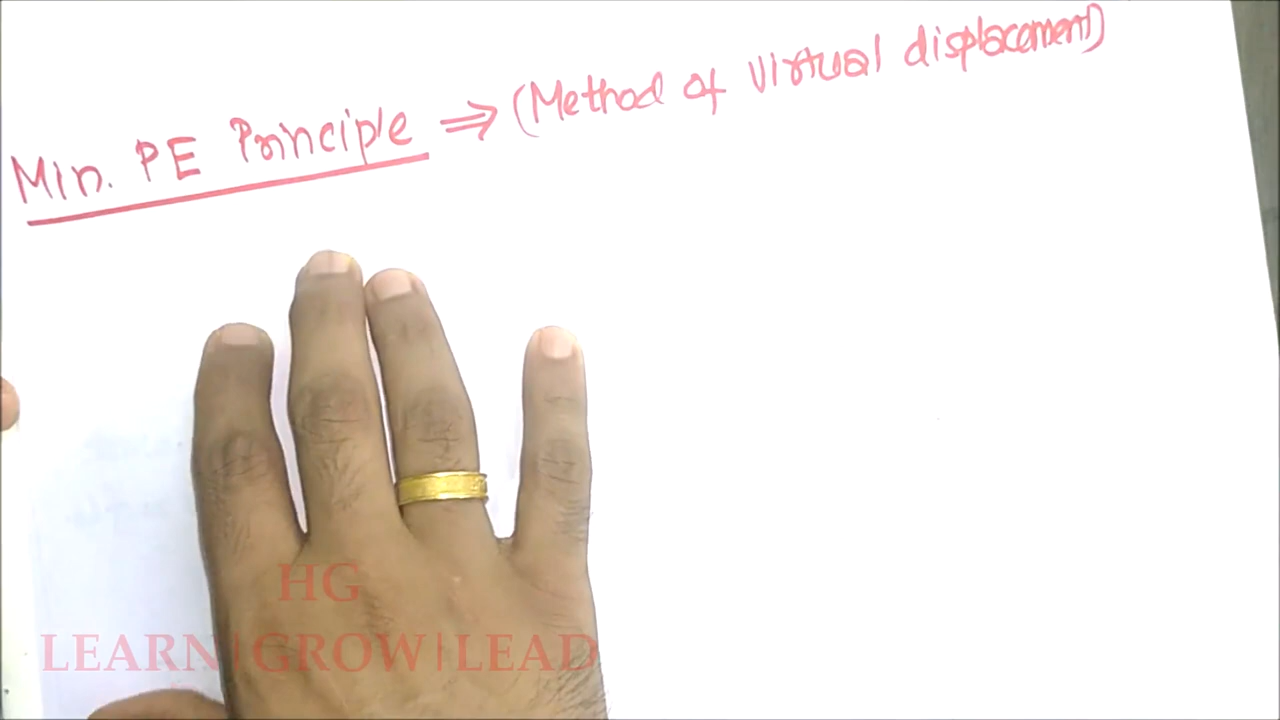 Min. PE Principle ⇒ (Method of Virtual displacement)
HG
LEARN|GROW|LEAD